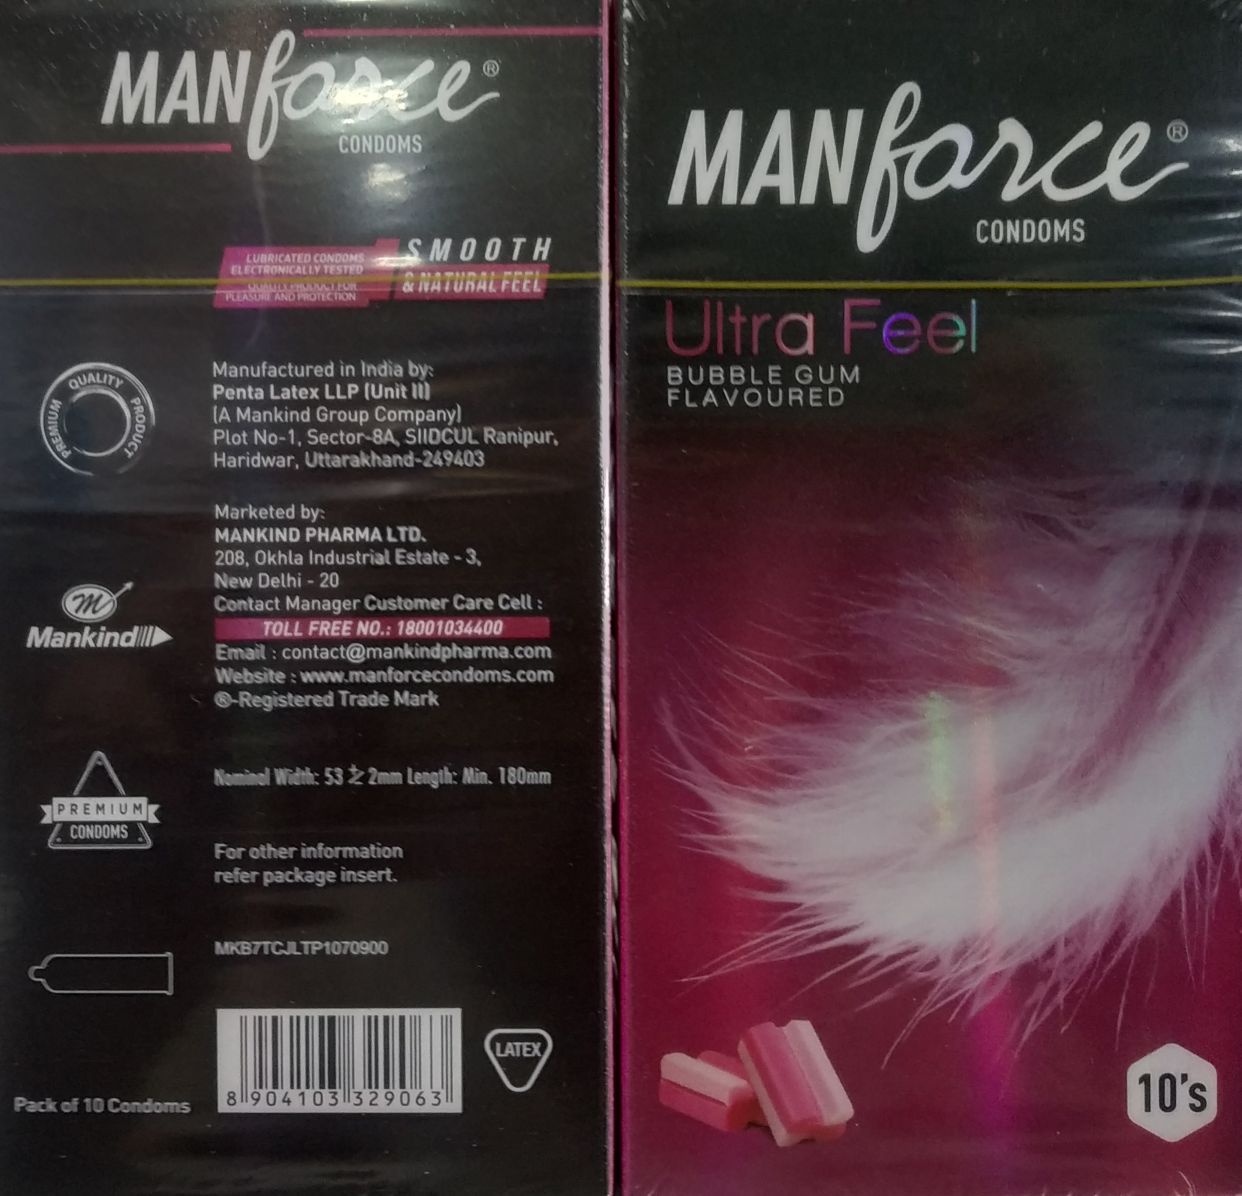 MANforce®
CONDOMS
LUBRICATED CONDOMS
ELECTRONICALLY TESTED
QUALITY PRODUCT FOR
PLEASURE AND PROTECTION
SMOOTH
& NATURAL FEEL
PREMIUM QUALITY PRODUCT
Manufactured in India by:
Penta Latex LLP (Unit II)
(A Mankind Group Company)
Plot No-1, Sector-8A, SIIDCUL Ranipur,
Haridwar, Uttarakhand-249403
Marketed by:
MANKIND PHARMA LTD.
208, Okhla Industrial Estate - 3,
New Delhi - 20
Contact Manager Customer Care Cell :
TOLL FREE NO.: 18001034400
Email : contact@mankindpharma.com
Website : www.manforcecondoms.com
®-Registered Trade Mark
m
Mankind
Nominal Width: 53 ± 2mm Length: Min. 180mm
PREMIUM
CONDOMS
For other information
refer package insert.
MKB7TCJLTP1070900
8 904103 329063
LATEX
Pack of 10 Condoms
MANforce®
CONDOMS
Ultra Feel
BUBBLE GUM
FLAVOURED
10's